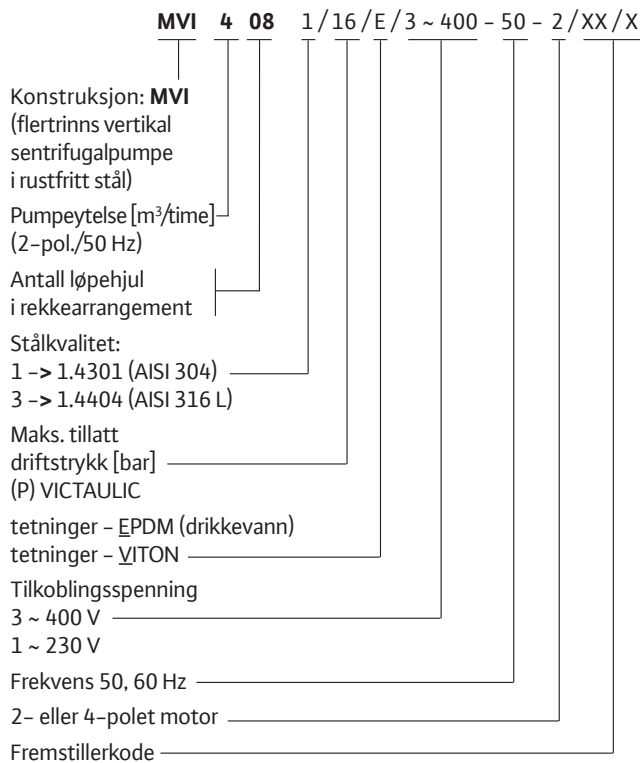 MVI 4 08 1/16/E/3 ~ 400 - 50 - 2/XX/X
Konstruksjon: MVI
(flertrinns vertikal
sentrifugalpumpe
i rustfritt stål)
Pumpeytelse [m³/time]
(2-pol./50 Hz)
Antall løpehjul
i rekkearrangement
Stålkvalitet:
1 -> 1.4301 (AISI 304)
3 -> 1.4404 (AISI 316 L)
Maks. tillatt
driftstrykk [bar]
(P) VICTAULIC
tetninger – EPDM (drikkevann)
tetninger – VITON
Tilkoblingsspenning
3 ~ 400 V
1 ~ 230 V
Frekvens 50, 60 Hz
2- eller 4-polet motor
Fremstillerkode